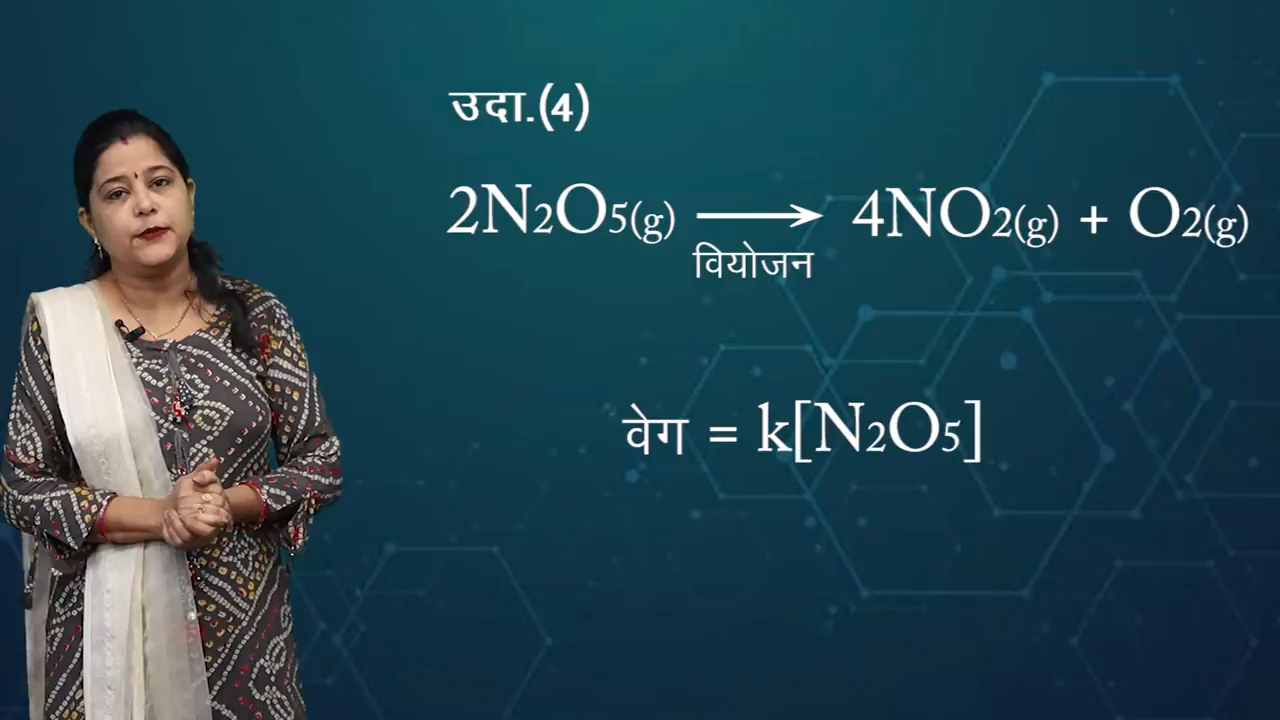 उदा.(4)
2N₂O₅(g) ⟶ 4NO₂(g) + O₂(g)
वियोजन
वेग = k[N₂O₅]